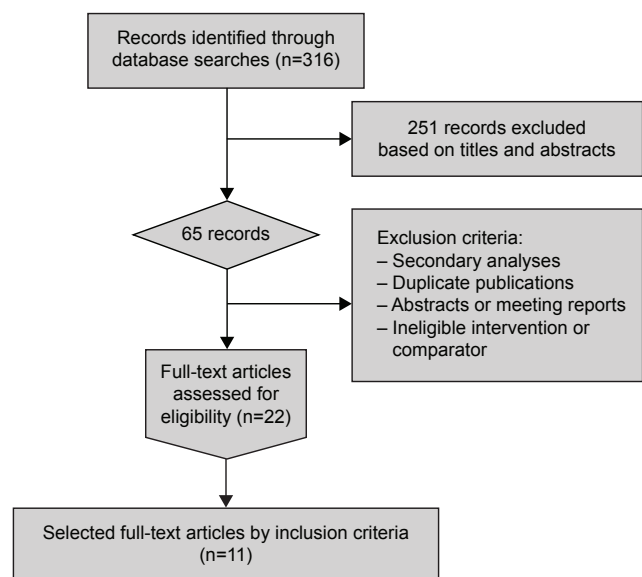 Records identified through
database searches (n=316)
251 records excluded
based on titles and abstracts
65 records
Exclusion criteria:
– Secondary analyses
– Duplicate publications
– Abstracts or meeting reports
– Ineligible intervention or
comparator
Full-text articles
assessed for
eligibility (n=22)
Selected full-text articles by inclusion criteria
(n=11)